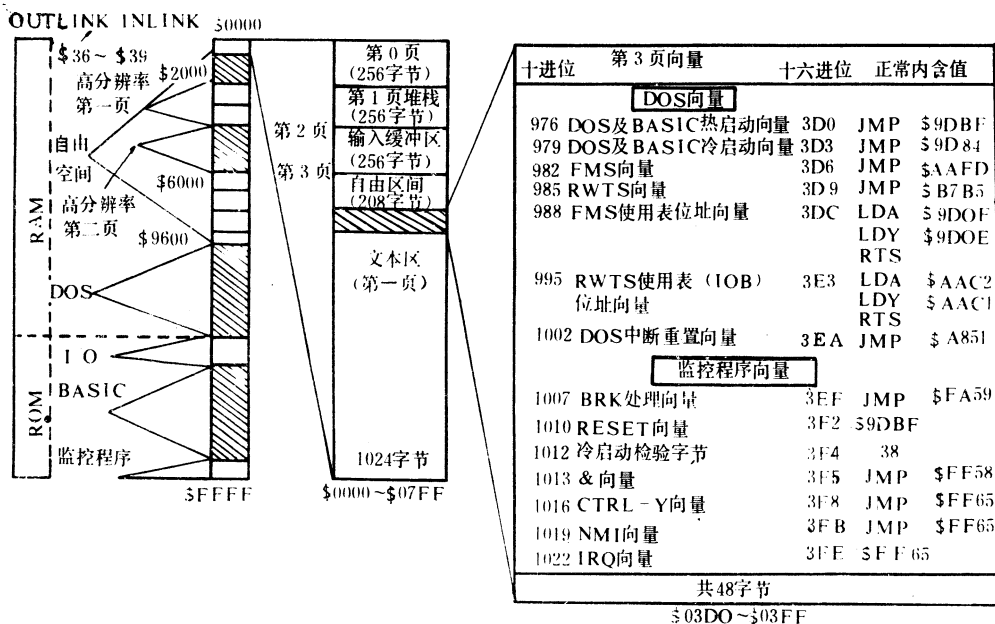 OUTLINK INLINK
$0000
$36～$39
$2000
高分辨率
第一页
自由
空间
$6000
高分辨率
第二页
$9600
RAM
DOS
IO
BASIC
ROM
监控程序
$FFFF
第2页
第3页
第0页
(256字节)
第1页堆栈
(256字节)
输入缓冲区
(256字节)
自由区间
(208字节)
文本区
(第一页)
1024字节
$0000～$07FF
十进位 第3页向量 十六进位 正常内含值
DOS向量
976 DOS及BASIC热启动向量 3D0 JMP $9DBF
979 DOS及BASIC冷启动向量 3D3 JMP $9D84
982 FMS向量 3D6 JMP $AAFD
985 RWTS向量 3D9 JMP $B7B5
988 FMS使用表位址向量 3DC LDA $9DOF
LDY $9DOE
RTS
995 RWTS使用表（IOB） 3E3 LDA $AAC2
位址向量 LDY $AAC1
RTS
1002 DOS中断重置向量 3EA JMP $A851
监控程序向量
1007 BRK处理向量 3EF JMP $FA59
1010 RESET向量 3F2 $9DBF
1012 冷启动检验字节 3F4 38
1013 &向量 3F5 JMP $FF58
1016 CTRL-Y向量 3F8 JMP $FF65
1019 NMI向量 3FB JMP $FF65
1022 IRQ向量 3FE $FF65
共48字节
$03DO～$03FF